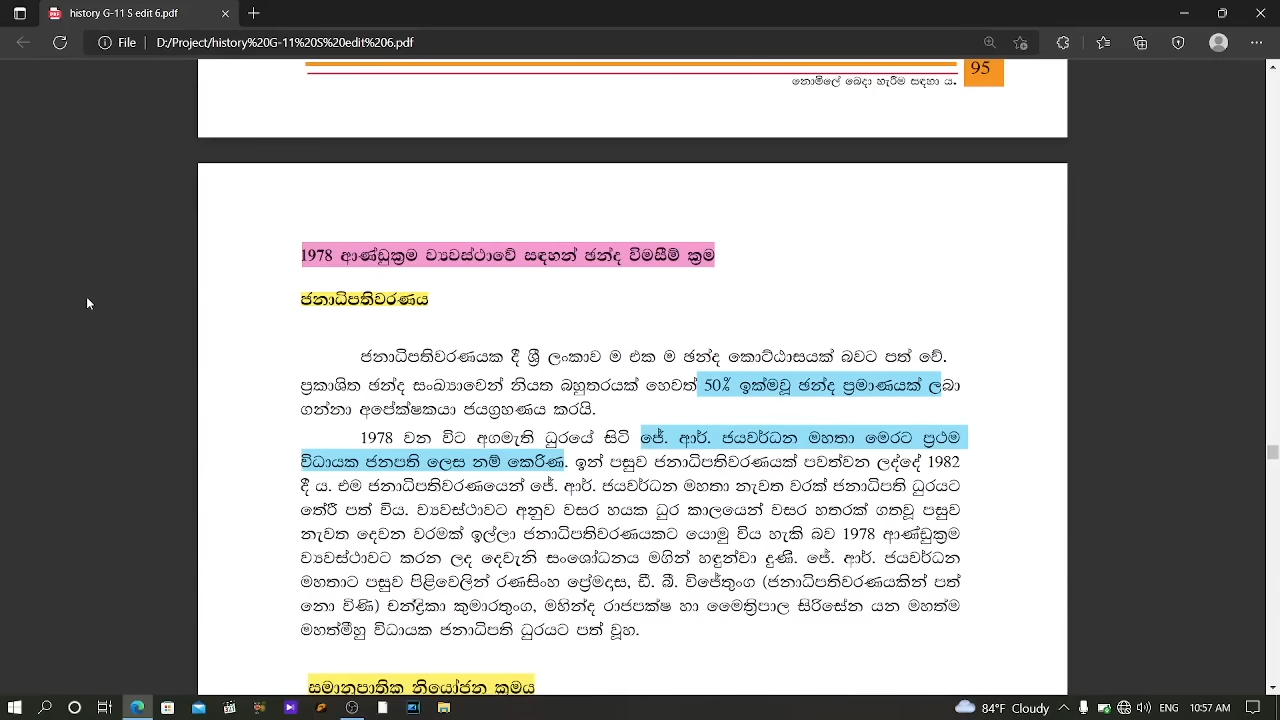 history G-11 S edit 6.pdf
File D:/Project/history%20G-11%20S%20edit%206.pdf
95
නොමිලේ බෙදා හැරීම සඳහා ය.
1978 ආණ්ඩුක්‍රම ව්‍යවස්ථාවේ සඳහන් ඡන්ද විමසීම් ක්‍රම
ජනාධිපතිවරණය
ජනාධිපතිවරණයක දී ශ්‍රී ලංකාව ම එක ම ඡන්ද කොට්ඨාසයක් බවට පත් වේ.
ප්‍රකාශිත ඡන්ද සංඛ්‍යාවෙන් නියත බහුතරයක් හෙවත් 50% ඉක්මවූ ඡන්ද ප්‍රමාණයක් ලබා
ගන්නා අපේක්ෂකයා ජයග්‍රහණය කරයි.
1978 වන විට අගමැති ධුරයේ සිටි ජේ. ආර්. ජයවර්ධන මහතා මෙරට ප්‍රථම
විධායක ජනපති ලෙස නම් කෙරිණ. ඉන් පසුව ජනාධිපතිවරණයක් පවත්වන ලද්දේ 1982
දී ය. එම ජනාධිපතිවරණයෙන් ජේ. ආර්. ජයවර්ධන මහතා නැවත වරක් ජනාධිපති ධුරයට
තේරී පත් විය. ව්‍යවස්ථාවට අනුව වසර හයක ධුර කාලයෙන් වසර හතරක් ගතවූ පසුව
නැවත දෙවන වරමක් ඉල්ලා ජනාධිපතිවරණයකට යොමු විය හැකි බව 1978 ආණ්ඩුක්‍රම
ව්‍යවස්ථාවට කරන ලද දෙවැනි සංශෝධනය මගින් හඳුන්වා දුණි. ජේ. ආර්. ජයවර්ධන
මහතාට පසුව පිළිවෙලින් රණසිංහ ප්‍රේමදාස, ඩී. බී. විජේතුංග (ජනාධිපතිවරණයකින් පත්
නො විණි) චන්ද්‍රිකා කුමාරතුංග, මහින්ද රාජපක්ෂ හා මෛත්‍රිපාල සිරිසේන යන මහත්ම
මහත්මීහු විධායක ජනාධිපති ධුරයට පත් වූහ.
සමානුපාතික නියෝජන ක්‍රමය
84°F Cloudy ENG 10:57 AM